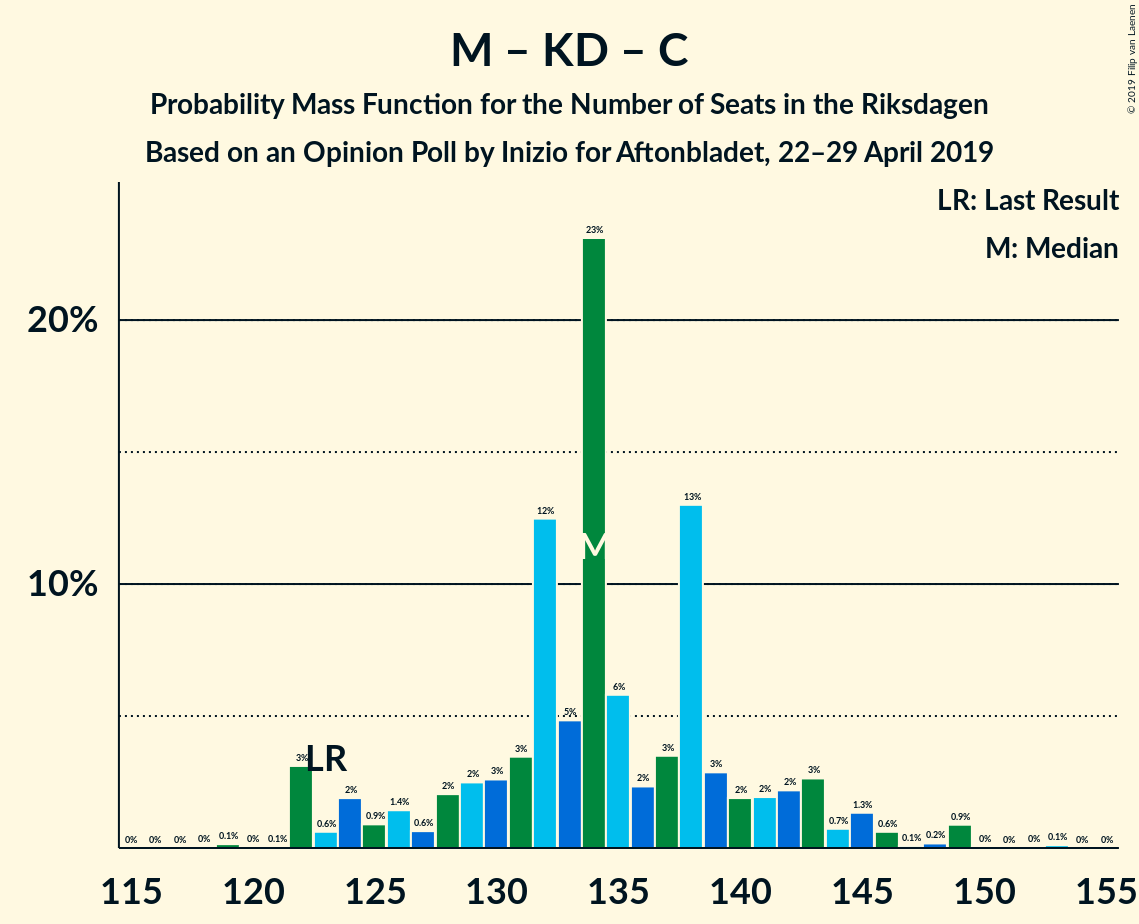 M – KD – C
Probability Mass Function for the Number of Seats in the Riksdagen
Based on an Opinion Poll by Inizio for Aftonbladet, 22–29 April 2019
© 2019 Filip van Laenen
LR: Last Result
M: Median
20%
10%
0% 0% 0% 0% 0.1% 0% 0.1% 3% 0.6% 2% 0.9% 1.4% 0.6% 2% 2% 3% 3% 12% 5% 23% 6% 2% 3% 13% 3% 2% 2% 2% 3% 0.7% 1.3% 0.6% 0.1% 0.2% 0.9% 0% 0% 0% 0.1% 0% 0%
LR
M
115 120 125 130 135 140 145 150 155